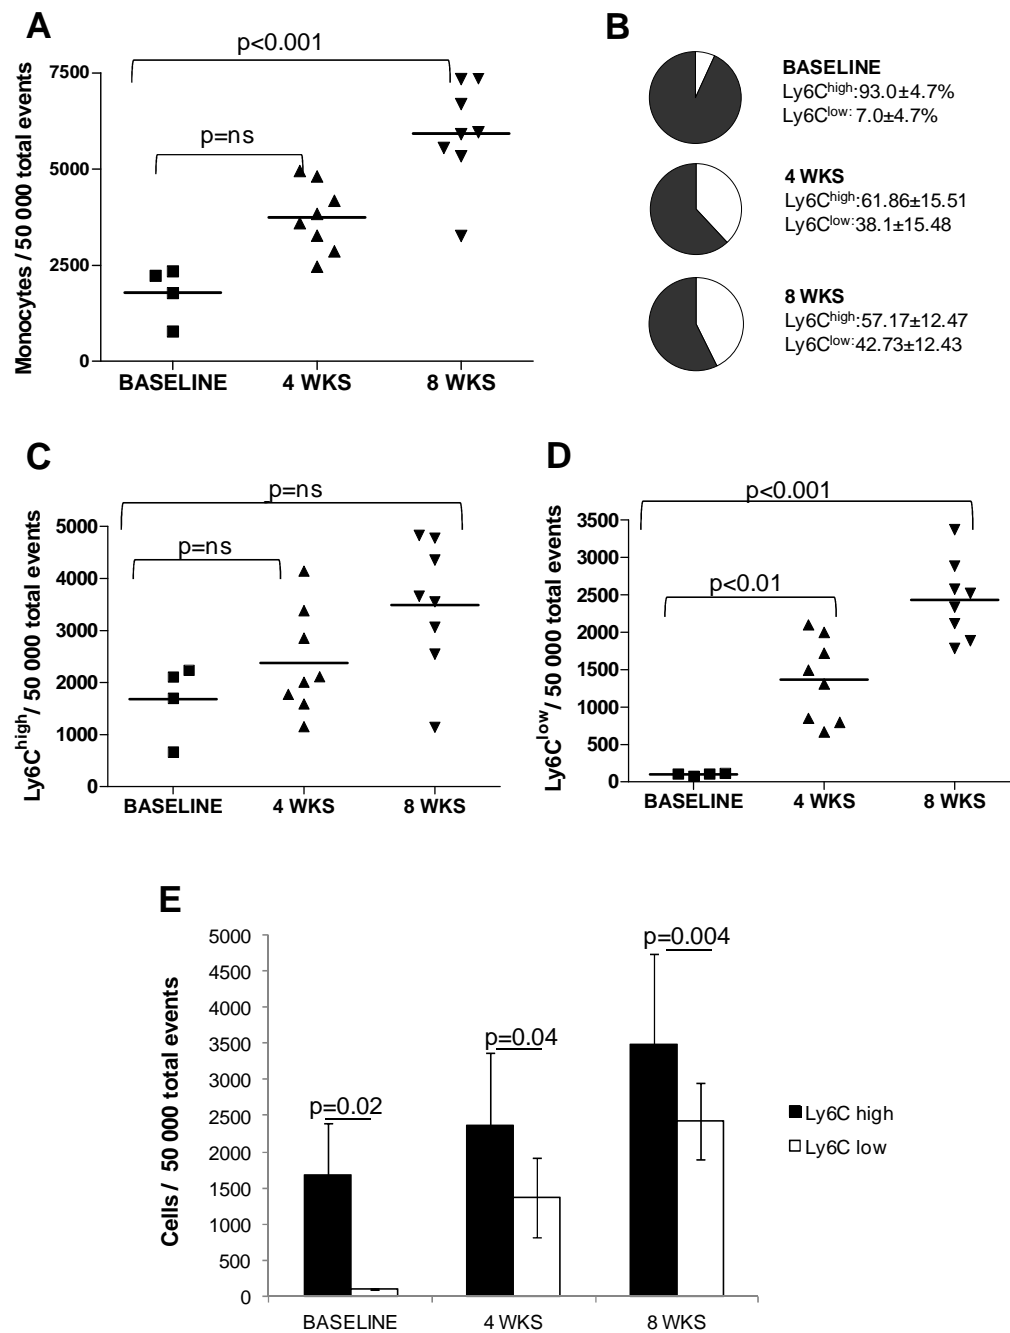 A
p<0.001
p=ns
Monocytes / 50 000 total events
7500
5000
2500
0
BASELINE 4 WKS 8 WKS
B
BASELINE
Ly6Chigh:93.0±4.7%
Ly6Clow: 7.0±4.7%
4 WKS
Ly6Chigh:61.86±15.51
Ly6Clow:38.1±15.48
8 WKS
Ly6Chigh:57.17±12.47
Ly6Clow:42.73±12.43
C
p=ns
p=ns
Ly6Chigh/ 50 000 total events
5000
4000
3000
2000
1000
0
BASELINE 4 WKS 8 WKS
D
p<0.001
p<0.01
Ly6Clow/ 50 000 total events
3500
3000
2500
2000
1500
1000
500
0
BASELINE 4 WKS 8 WKS
E
Cells / 50 000 total events
5000
4500
4000
3500
3000
2500
2000
1500
1000
500
0
p=0.02
p=0.04
p=0.004
BASELINE 4 WKS 8 WKS
Ly6C high
Ly6C low